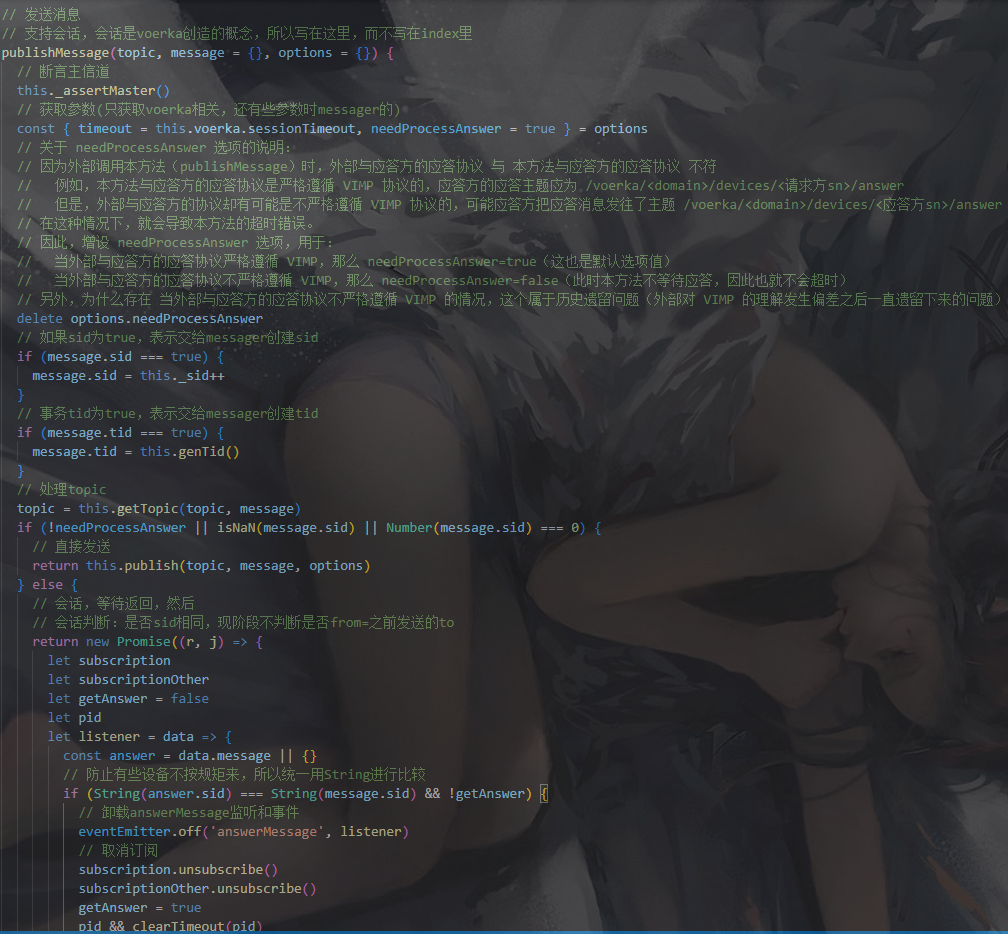 // 发送消息
// 支持会话，会话是voerka创造的概念，所以写在这里，而不写在index里
publishMessage(topic, message = {}, options = {}) {
  // 断言主信道
  this._assertMaster()
  // 获取参数(只获取voerka相关，还有些参数时messager的)
  const { timeout = this.voerka.sessionTimeout, needProcessAnswer = true } = options
  // 关于 needProcessAnswer 选项的说明：
  // 因为外部调用本方法（publishMessage）时，外部与应答方的应答协议 与 本方法与应答方的应答协议 不符
  //   例如，本方法与应答方的应答协议是严格遵循 VIMP 协议的，应答方的应答主题应为 /voerka/<domain>/devices/<请求方sn>/answer
  //   但是，外部与应答方的协议却有可能是不严格遵循 VIMP 协议的，可能应答方把应答消息发往了主题 /voerka/<domain>/devices/<应答方sn>/answer
  // 在这种情况下，就会导致本方法的超时错误。
  // 因此，增设 needProcessAnswer 选项，用于：
  //   当外部与应答方的应答协议严格遵循 VIMP，那么 needProcessAnswer=true（这也是默认选项值）
  //   当外部与应答方的应答协议不严格遵循 VIMP，那么 needProcessAnswer=false（此时本方法不等待应答，因此也就不会超时）
  // 另外，为什么存在 当外部与应答方的应答协议不严格遵循 VIMP 的情况，这个属于历史遗留问题（外部对 VIMP 的理解发生偏差之后一直遗留下来的问题）
  delete options.needProcessAnswer
  // 如果sid为true，表示交给messager创建sid
  if (message.sid === true) {
    message.sid = this._sid++
  }
  // 事务tid为true，表示交给messager创建tid
  if (message.tid === true) {
    message.tid = this.genTid()
  }
  // 处理topic
  topic = this.getTopic(topic, message)
  if (!needProcessAnswer || isNaN(message.sid) || Number(message.sid) === 0) {
    // 直接发送
    return this.publish(topic, message, options)
  } else {
    // 会话，等待返回，然后
    // 会话判断：是否sid相同，现阶段不判断是否from=之前发送的to
    return new Promise((r, j) => {
      let subscription
      let subscriptionOther
      let getAnswer = false
      let pid
      let listener = data => {
        const answer = data.message || {}
        // 防止有些设备不按规矩来，所以统一用String进行比较
        if (String(answer.sid) === String(message.sid) && !getAnswer) {
          // 卸载answerMessage监听和事件
          eventEmitter.off('answerMessage', listener)
          // 取消订阅
          subscription.unsubscribe()
          subscriptionOther.unsubscribe()
          getAnswer = true
          pid && clearTimeout(pid)